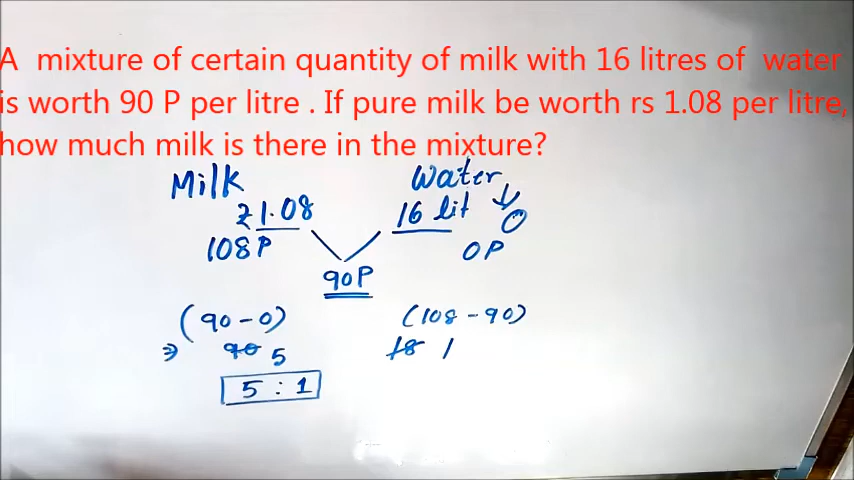 A mixture of certain quantity of milk with 16 litres of water
is worth 90 P per litre . If pure milk be worth rs 1.08 per litre,
how much milk is there in the mixture?
Milk Water
₹1.08 16 lit 0
108P 0P
90P
(90-0) (108-90)
⇒ 90 5 18 1
5 : 1